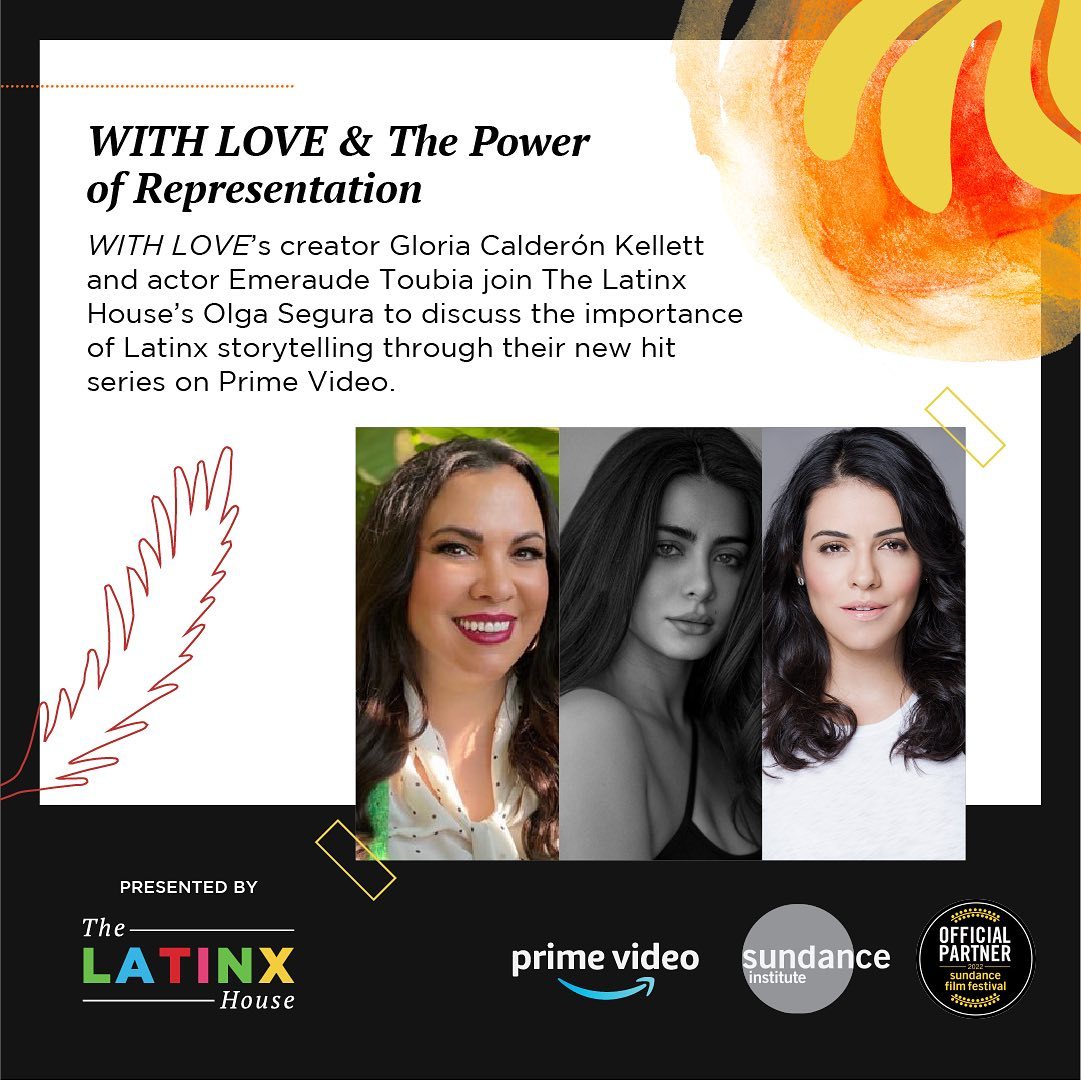 WITH LOVE & The Power
of Representation
WITH LOVE’s creator Gloria Calderón Kellett
and actor Emeraude Toubia join The Latinx
House’s Olga Segura to discuss the importance
of Latinx storytelling through their new hit
series on Prime Video.
PRESENTED BY
The
LATINX
House
prime video
sundance
institute
OFFICIAL
PARTNER
2022
sundance
film festival